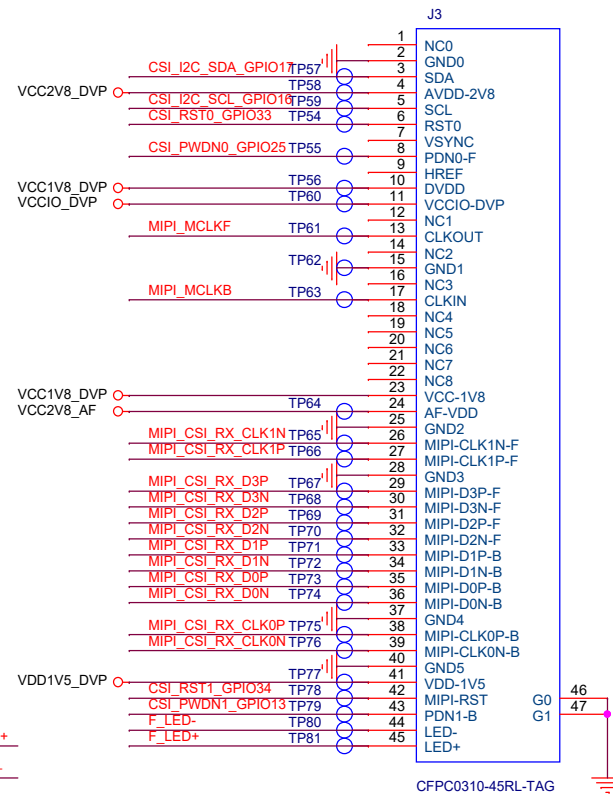 J3
1 NC0
2 GND0
CSI_I2C_SDA_GPIO17 TP57 3 SDA
VCC2V8_DVP TP58 4 AVDD-2V8
CSI_I2C_SCL_GPIO16 TP59 5 SCL
CSI_RST0_GPIO33 TP54 6 RST0
7 VSYNC
CSI_PWDN0_GPIO25 TP55 8 PDN0-F
9 HREF
VCC1V8_DVP TP56 10 DVDD
VCCIO_DVP TP60 11 VCCIO-DVP
12 NC1
MIPI_MCLKF TP61 13 CLKOUT
14 NC2
TP62 15 GND1
16 NC3
MIPI_MCLKB TP63 17 CLKIN
18 NC4
19 NC5
20 NC6
21 NC7
22 NC8
VCC1V8_DVP 23 VCC-1V8
VCC2V8_AF TP64 24 AF-VDD
25 GND2
MIPI_CSI_RX_CLK1N TP65 26 MIPI-CLK1N-F
MIPI_CSI_RX_CLK1P TP66 27 MIPI-CLK1P-F
28 GND3
MIPI_CSI_RX_D3P TP67 29 MIPI-D3P-F
MIPI_CSI_RX_D3N TP68 30 MIPI-D3N-F
MIPI_CSI_RX_D2P TP69 31 MIPI-D2P-F
MIPI_CSI_RX_D2N TP70 32 MIPI-D2N-F
MIPI_CSI_RX_D1P TP71 33 MIPI-D1P-B
MIPI_CSI_RX_D1N TP72 34 MIPI-D1N-B
MIPI_CSI_RX_D0P TP73 35 MIPI-D0P-B
MIPI_CSI_RX_D0N TP74 36 MIPI-D0N-B
37 GND4
MIPI_CSI_RX_CLK0P TP75 38 MIPI-CLK0P-B
MIPI_CSI_RX_CLK0N TP76 39 MIPI-CLK0N-B
40 GND5
VDD1V5_DVP TP77 41 VDD-1V5
CSI_RST1_GPIO34 TP78 42 MIPI-RST G0 46
CSI_PWDN1_GPIO13 TP79 43 PDN1-B G1 47
F_LED- TP80 44 LED-
+ F_LED+ TP81 45 LED+
CFPC0310-45RL-TAG